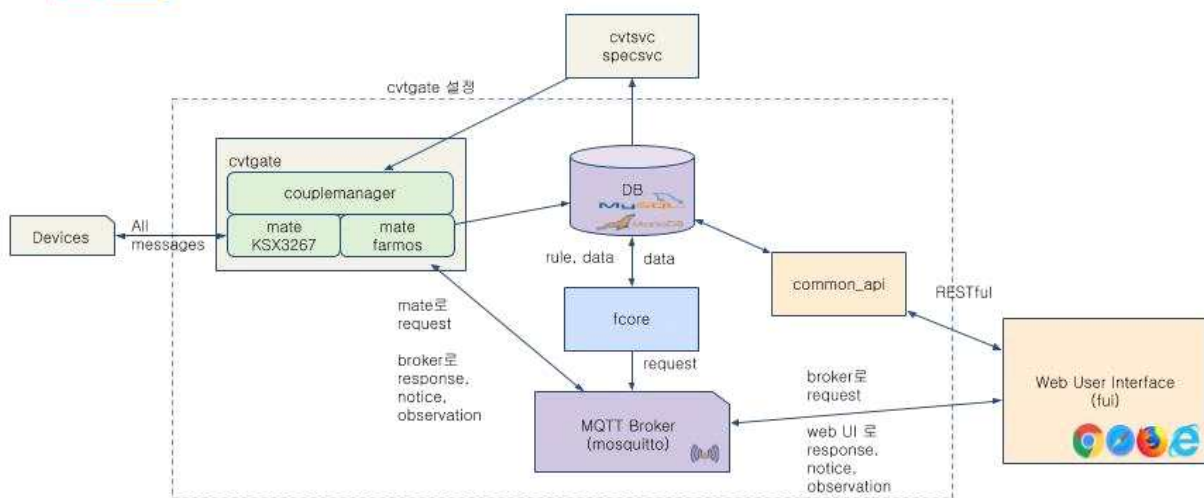 cvtsvc
specsvc
cvtgate 설정
cvtgate
couplemanager
mate
KSX3267
mate
farmos
Devices
All
messages
DB
MySQL
MariaDB
rule, data
data
common_api
RESTful
mate로
request
fcore
request
broker로
response,
notice,
observation
MQTT Broker
(mosquitto)
broker로
request
web UI 로
response,
notice,
observation
Web User Interface
(fui)